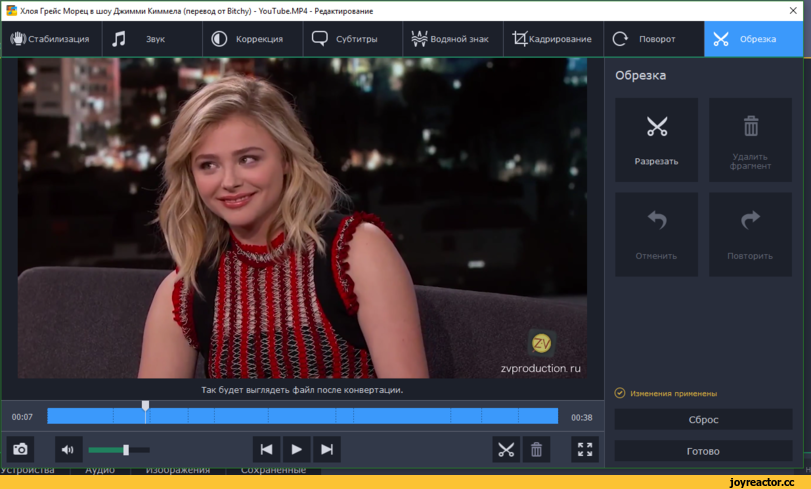 Хлоя Грейс Морец в шоу Джимми Киммела (перевод от Bitchy) - YouTube.MP4 - Редактирование
Стабилизация
Звук
Коррекция
Субтитры
Водяной знак
Кадрирование
Поворот
Обрезка
Обрезка
Разрезать
Удалить
фрагмент
Отменить
Повторить
ZV
zvproduction.ru
Так будет выглядеть файл после конвертации.
Изменения применены
00:07
00:38
Сброс
Готово
Устройства
Аудио
Изображения
Сохраненные
joyreactor.cc